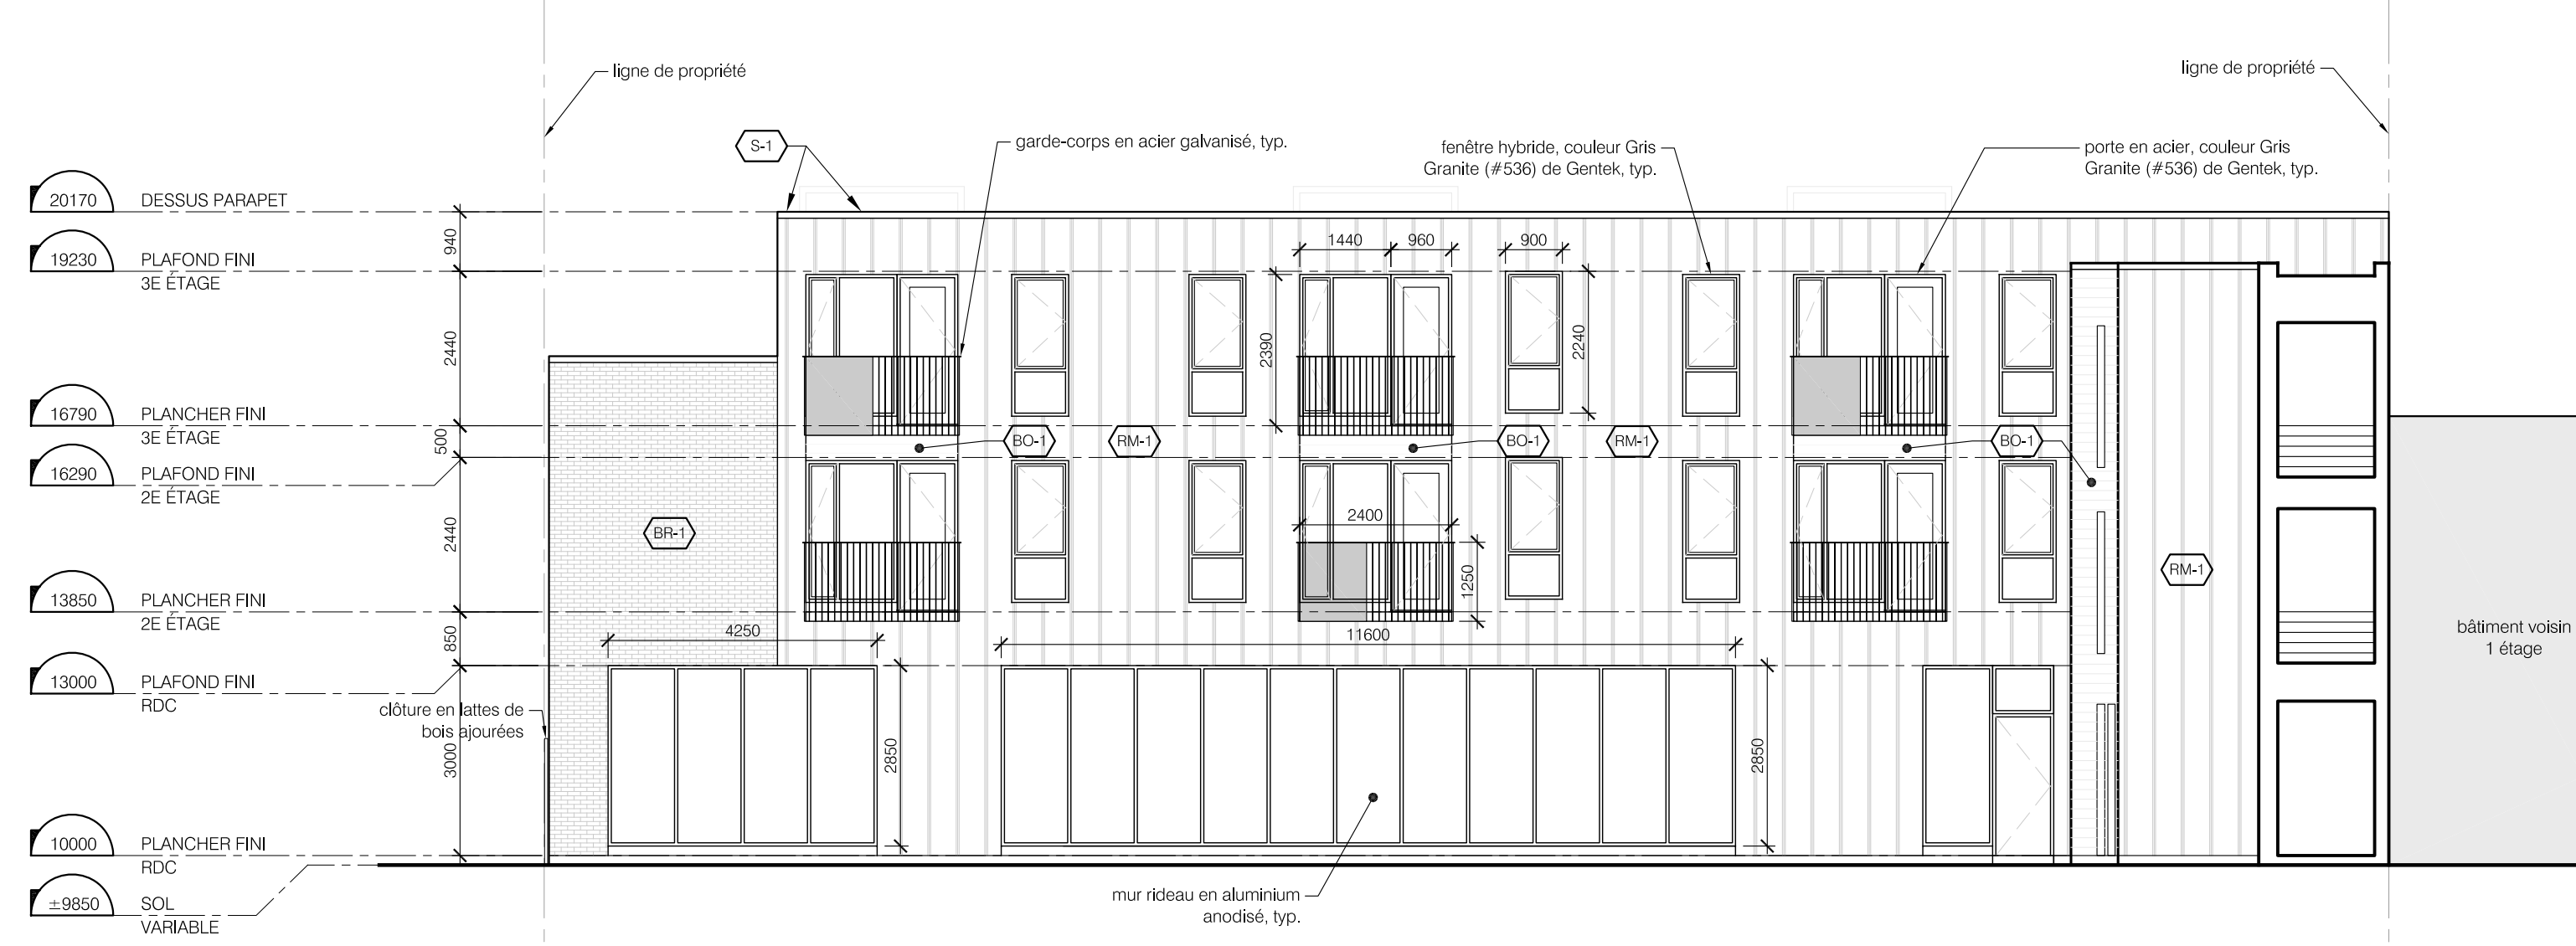 ligne de propriété
ligne de propriété
S-1
garde-corps en acier galvanisé, typ.
fenêtre hybride, couleur Gris
Granite (#536) de Gentek, typ.
porte en acier, couleur Gris
Granite (#536) de Gentek, typ.
20170 DESSUS PARAPET
940
19230 PLAFOND FINI
3E ÉTAGE
1440 960 900
2440
2390
2240
16790 PLANCHER FINI
3E ÉTAGE
500
BO-1
RM-1
BO-1
RM-1
BO-1
16290 PLAFOND FINI
2E ÉTAGE
2440
BR-1
2400
1250
RM-1
13850 PLANCHER FINI
2E ÉTAGE
850
4250
11600
bâtiment voisin
1 étage
13000 PLAFOND FINI
RDC
clôture en lattes de
bois ajourées
3000
2850
2850
10000 PLANCHER FINI
RDC
±9850 SOL
VARIABLE
mur rideau en aluminium
anodisé, typ.